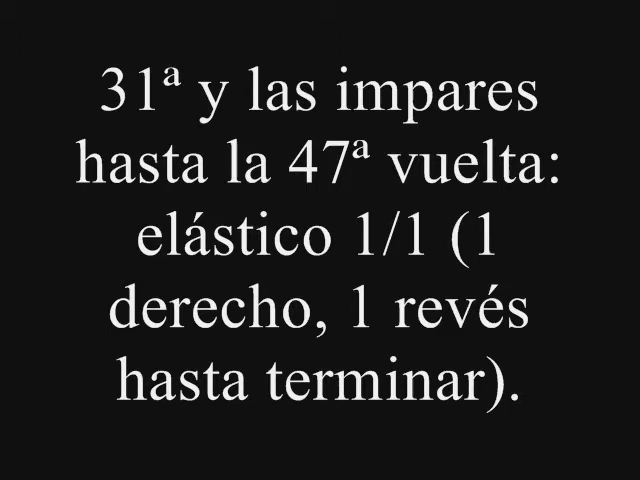 31ª y las impares
hasta la 47ª vuelta:
elástico 1/1 (1
derecho, 1 revés
hasta terminar).